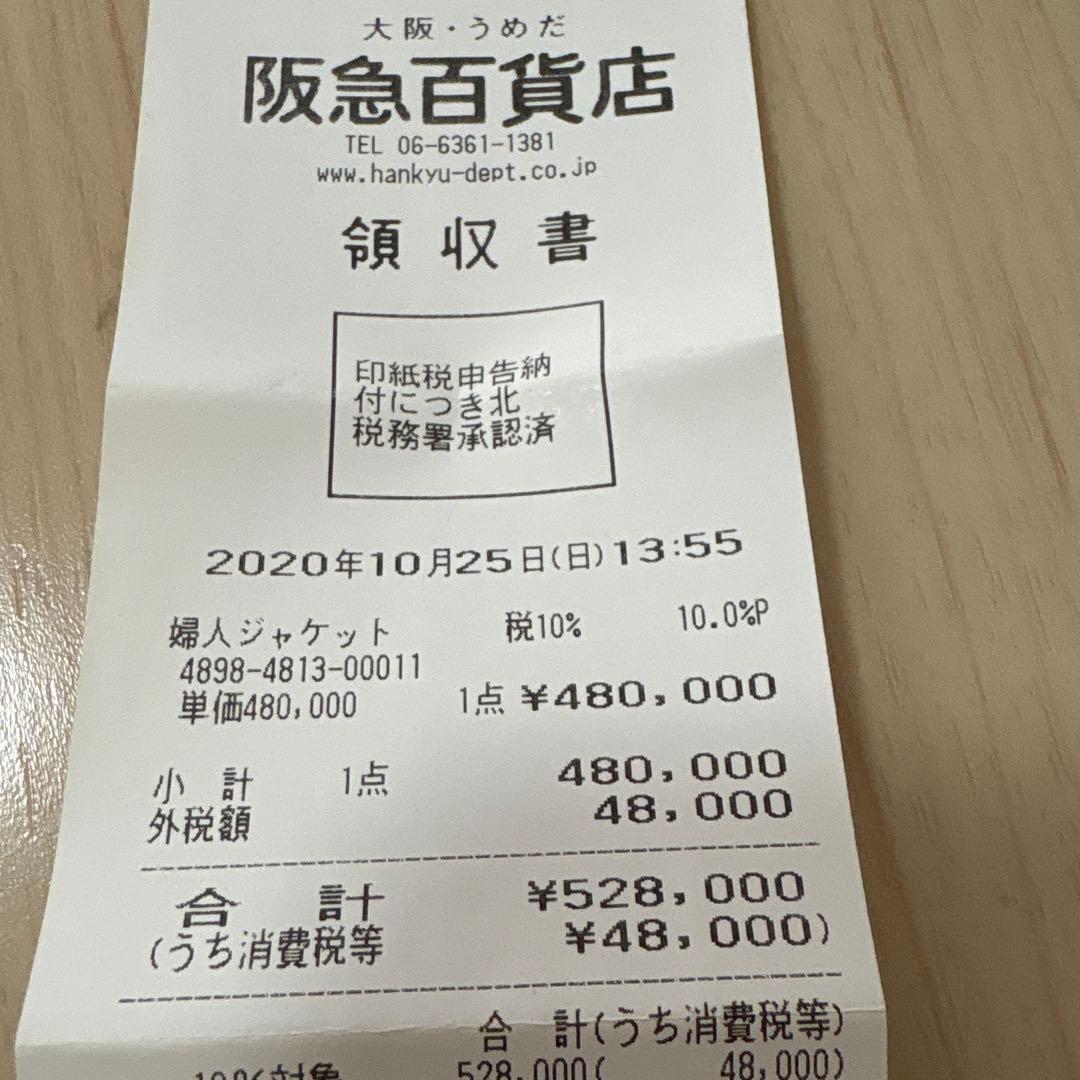 大阪・うめだ
阪急百貨店
TEL 06-6361-1381
www.hankyu-dept.co.jp
領収書
印紙税申告納
付につき北
税務署承認済
2020年10月25日(日)13:55
婦人ジャケット 税10% 10.0%P
4898-4813-00011
単価480,000 1点 ¥480,000
小計 1点 480,000
外税額 48,000
合計 ¥528,000
(うち消費税等 ¥48,000)
合計(うち消費税等)
10%対象 528,000( 48,000)